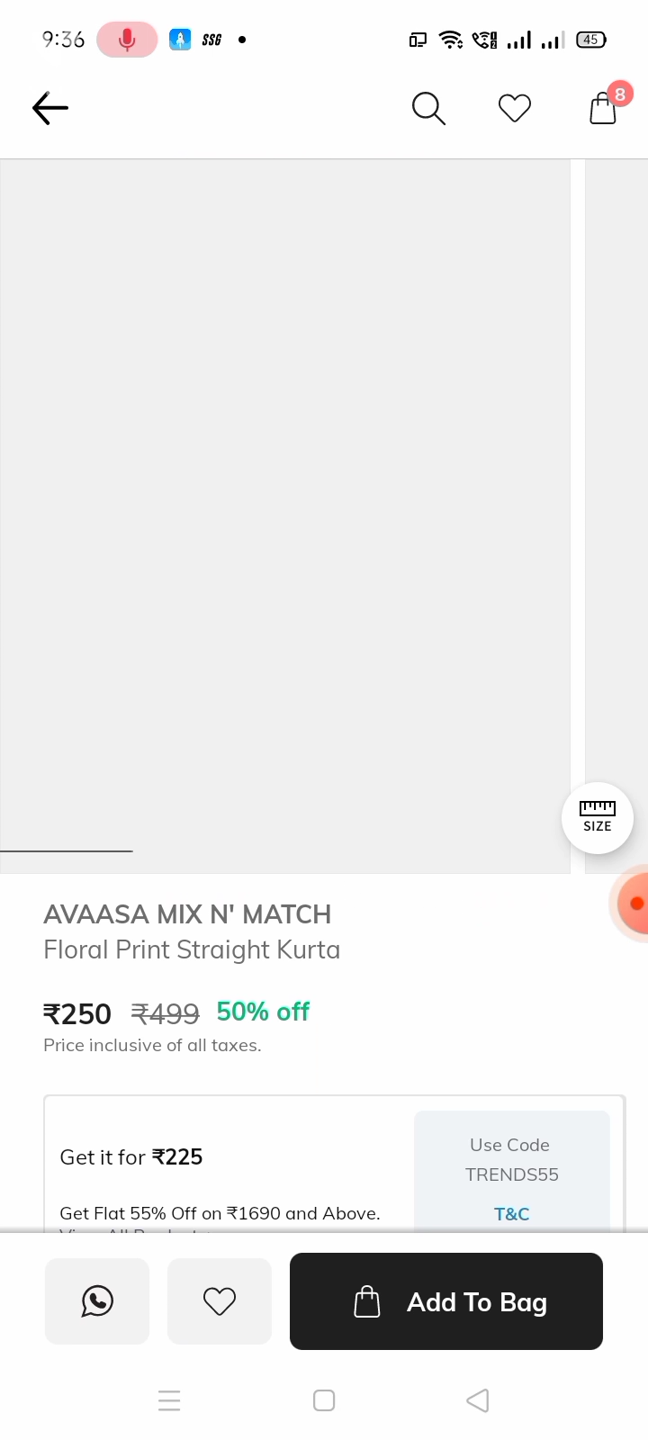 9:36 SSG 45
8
SIZE
AVAASA MIX N' MATCH
Floral Print Straight Kurta
₹250 ₹499 50% off
Price inclusive of all taxes.
Get it for ₹225
Use Code
TRENDS55
Get Flat 55% Off on ₹1690 and Above.
T&C
Add To Bag